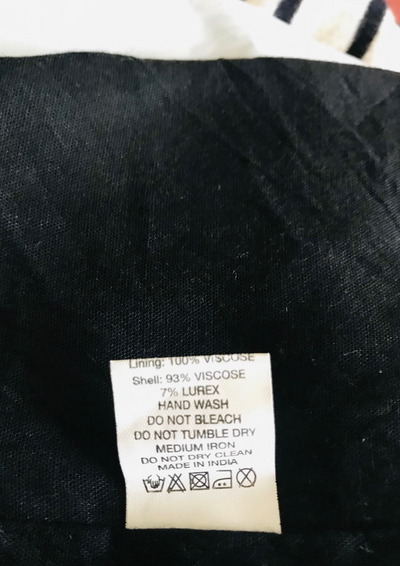 Lining: 100% VISCOSE
Shell: 93% VISCOSE
7% LUREX
HAND WASH
DO NOT BLEACH
DO NOT TUMBLE DRY
MEDIUM IRON
DO NOT DRY CLEAN
MADE IN INDIA